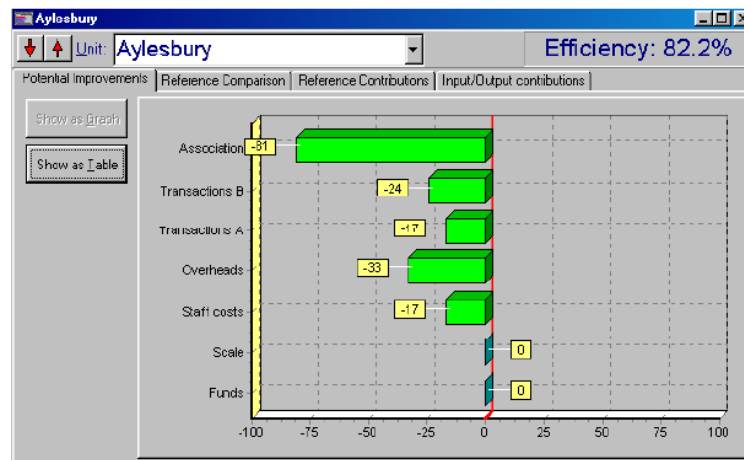 Aylesbury
Unit: Aylesbury
Efficiency: 82.2%
Potential Improvements Reference Comparison Reference Contributions Input/Output contributions
Show as Graph
Show as Table
Association -81
Transactions B -24
Transactions A -17
Overheads -33
Staff costs -17
Scale 0
Funds 0
-100 -75 -50 -25 0 25 50 75 100